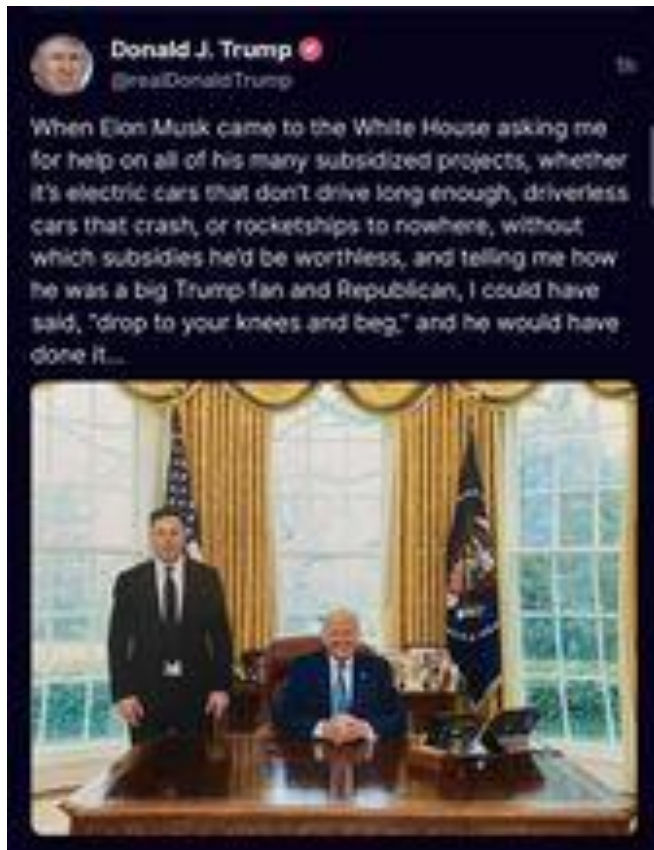 Donald J. Trump
@realDonaldTrump
When Elon Musk came to the White House asking me
for help on all of his many subsidized projects, whether
it's electric cars that don't drive long enough, driverless
cars that crash, or rocketships to nowhere, without
which subsidies he'd be worthless, and telling me how
he was a big Trump fan and Republican, I could have
said, "drop to your knees and beg," and he would have
done it...